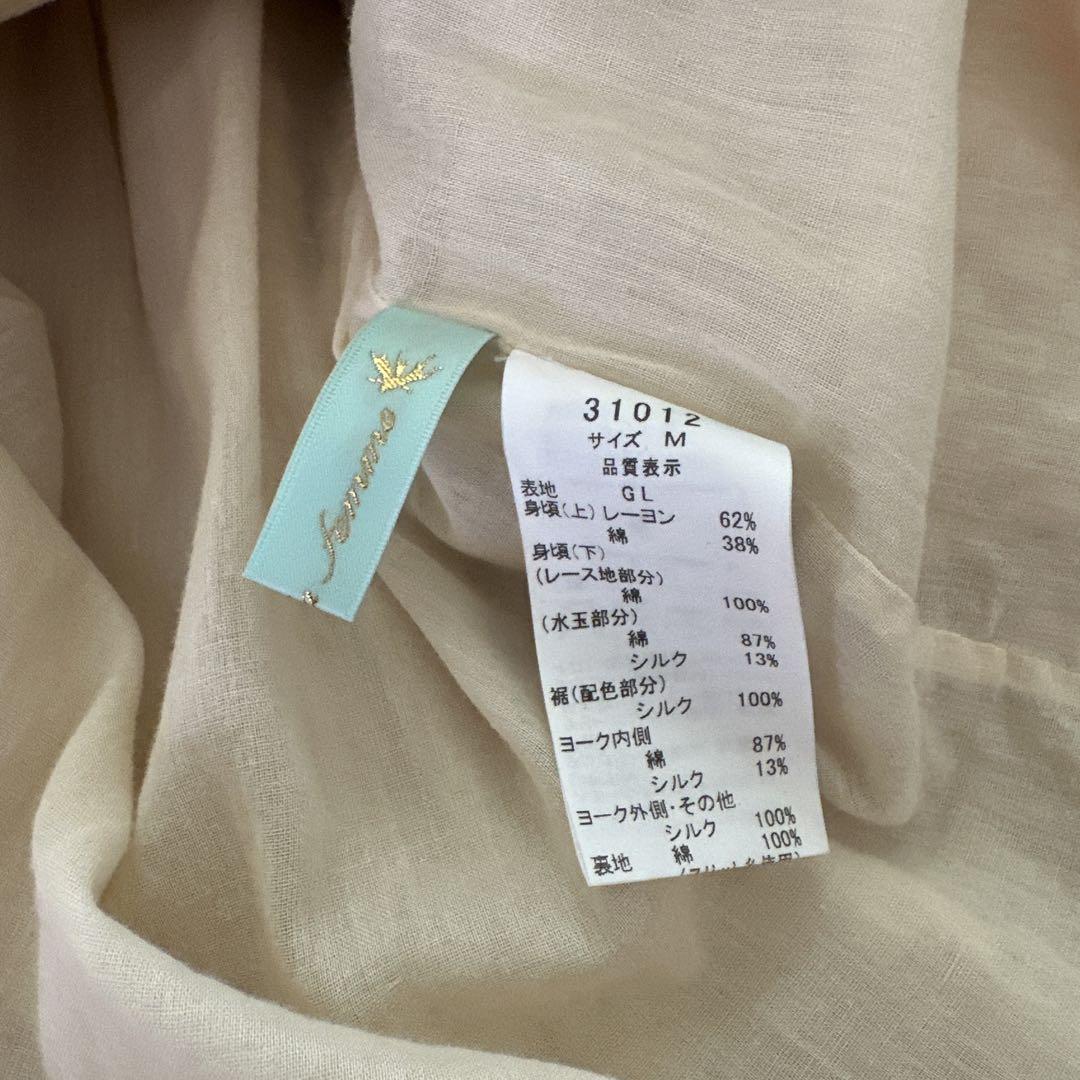 31012
サイズ M
品質表示
表地 GL
身頃(上) レーヨン 62%
綿 38%
身頃(下)
(レース地部分)
綿 100%
(水玉部分)
綿 87%
シルク 13%
裾(配色部分)
シルク 100%
ヨーク内側
綿 87%
シルク 13%
ヨーク外側・その他
シルク 100%
裏地 綿 100%